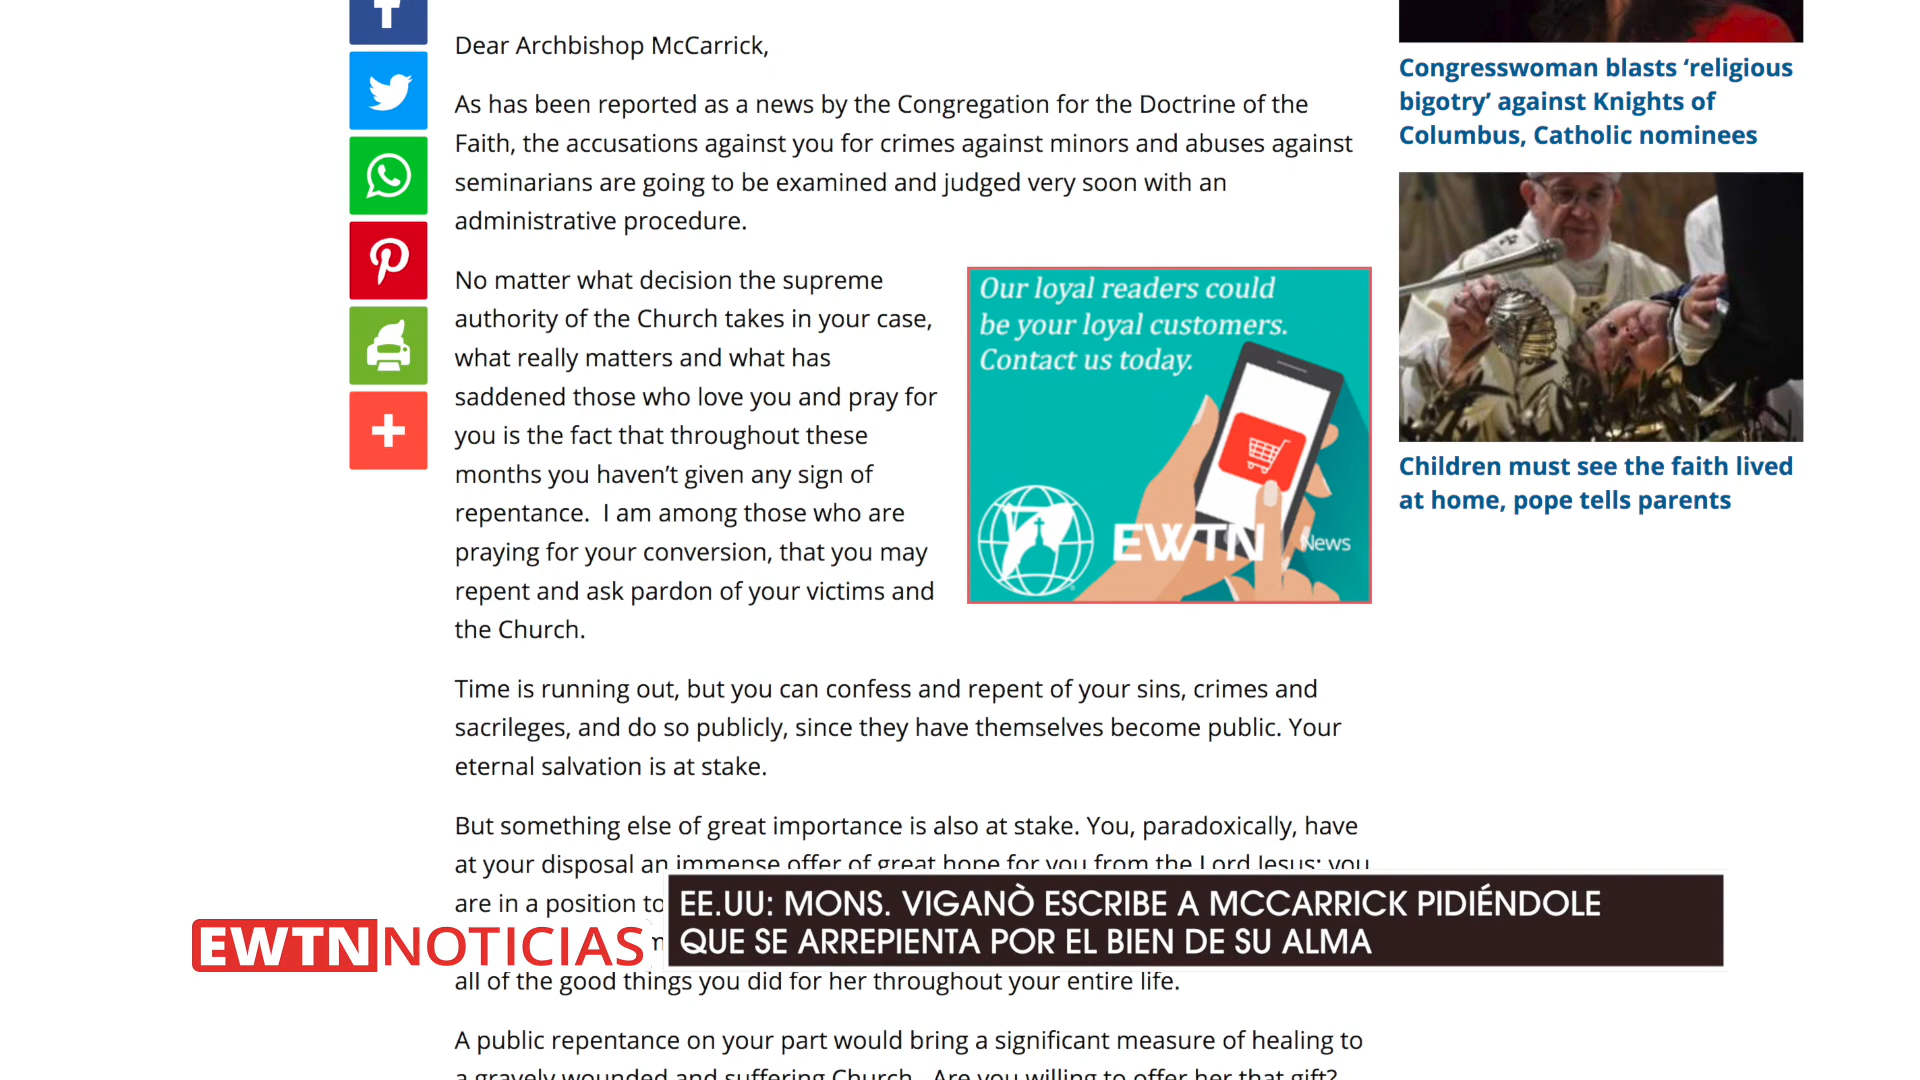 Dear Archbishop McCarrick,
As has been reported as a news by the Congregation for the Doctrine of the
Faith, the accusations against you for crimes against minors and abuses against
seminarians are going to be examined and judged very soon with an
administrative procedure.
No matter what decision the supreme
authority of the Church takes in your case,
what really matters and what has
saddened those who love you and pray for
you is the fact that throughout these
months you haven’t given any sign of
repentance.  I am among those who are
praying for your conversion, that you may
repent and ask pardon of your victims and
the Church.
Our loyal readers could
be your loyal customers.
Contact us today.
EWTN News
Time is running out, but you can confess and repent of your sins, crimes and
sacrileges, and do so publicly, since they have themselves become public. Your
eternal salvation is at stake.
But something else of great importance is also at stake. You, paradoxically, have
at your disposal an immense offer of great hope for you from the Lord Jesus; you
are in a position to
all of the good things you did for her throughout your entire life.
A public repentance on your part would bring a significant measure of healing to
a gravely wounded and suffering Church.  Are you willing to offer her that gift?
Congresswoman blasts ‘religious
bigotry’ against Knights of
Columbus, Catholic nominees
Children must see the faith lived
at home, pope tells parents
EWTN NOTICIAS
EE.UU: MONS. VIGANÒ ESCRIBE A MCCARRICK PIDIÉNDOLE
QUE SE ARREPIENTA POR EL BIEN DE SU ALMA